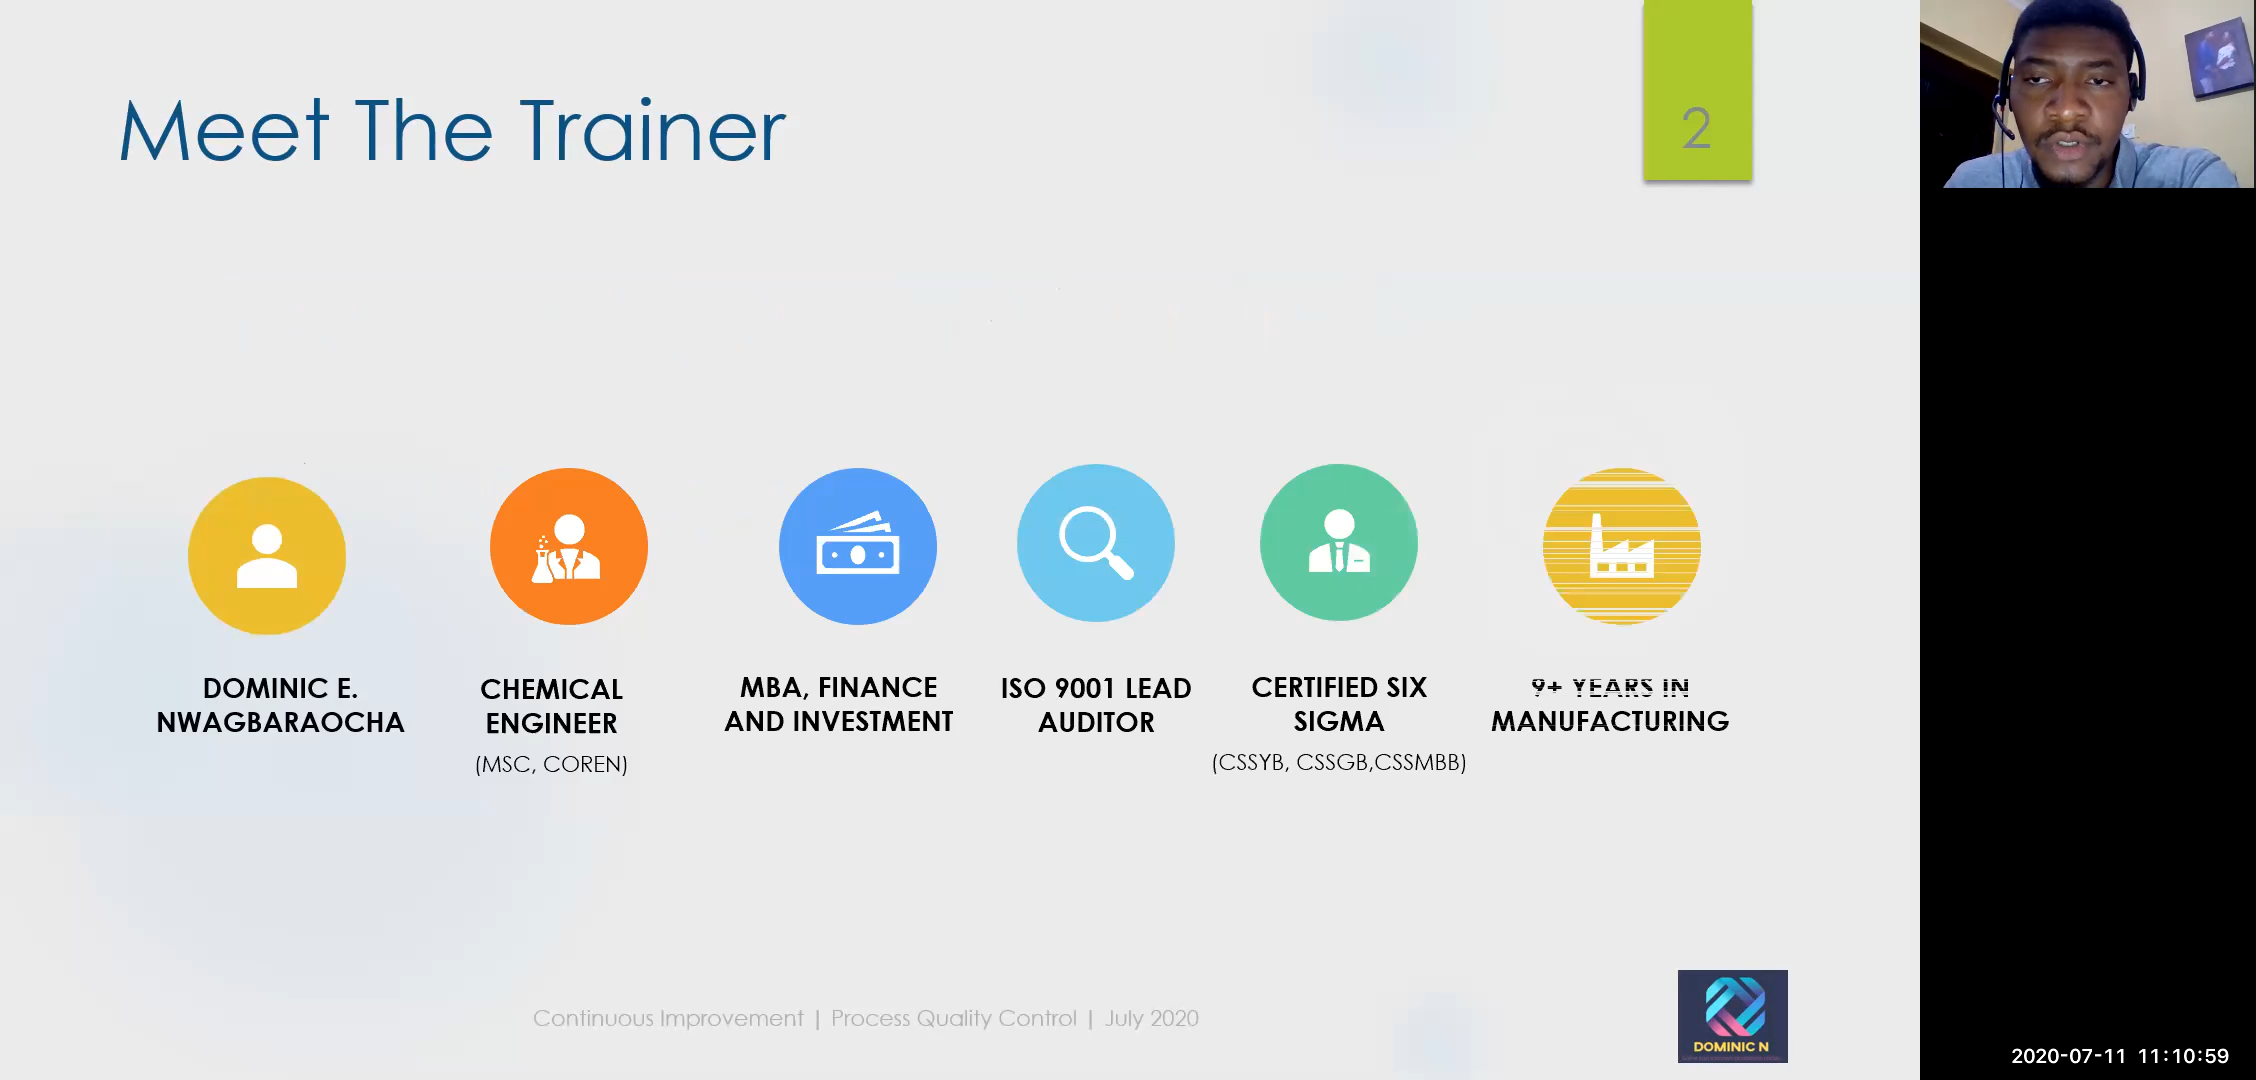 Meet The Trainer
2
DOMINIC E.
NWAGBARAOCHA
CHEMICAL
ENGINEER
(MSC, COREN)
MBA, FINANCE
AND INVESTMENT
ISO 9001 LEAD
AUDITOR
CERTIFIED SIX
SIGMA
(CSSYB, CSSGB,CSSMBB)
9+ YEARS IN
MANUFACTURING
Continuous Improvement | Process Quality Control | July 2020
DOMINIC N
2020-07-11 11:10:59